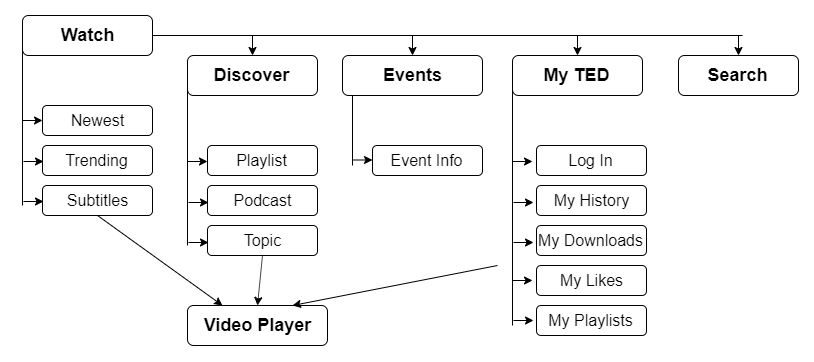 Watch
Discover
Events
My TED
Search
Newest
Trending
Subtitles
Playlist
Podcast
Topic
Event Info
Log In
My History
My Downloads
My Likes
My Playlists
Video Player